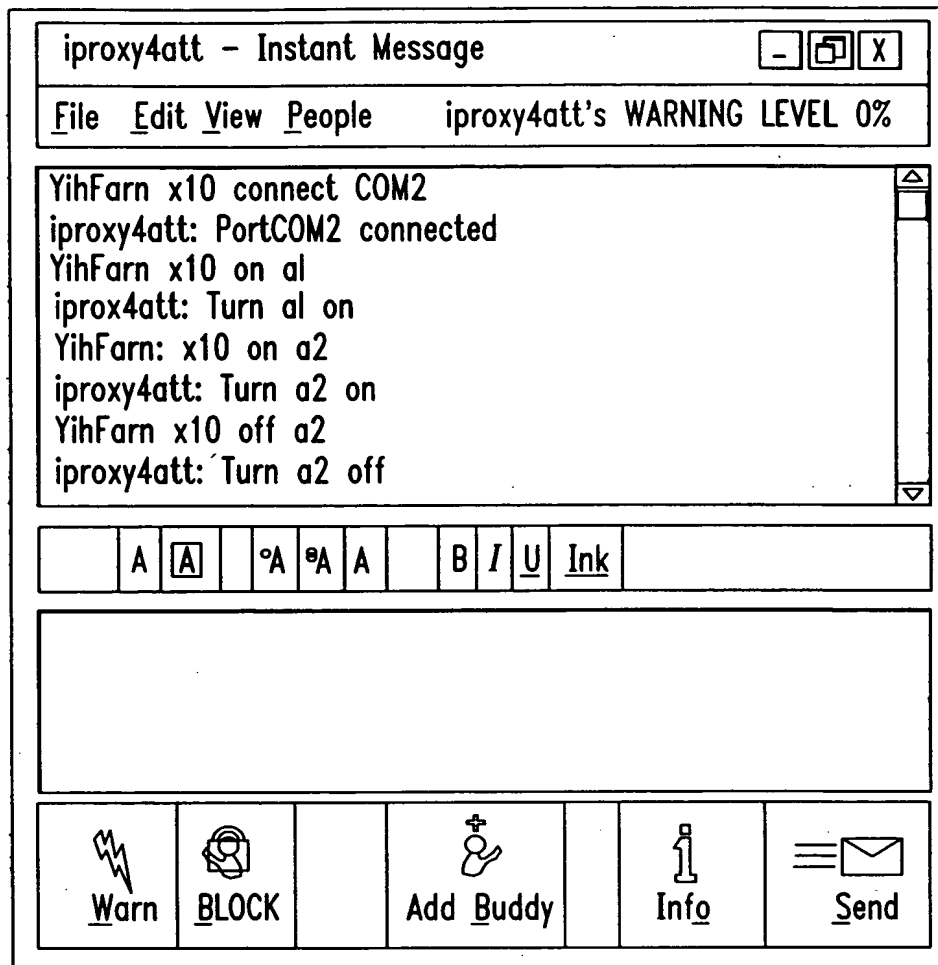 iproxy4att - Instant Message - X
File Edit View People iproxy4att's WARNING LEVEL 0%
YihFarn x10 connect COM2
iproxy4att: PortCOM2 connected
YihFarn x10 on al
iprox4att: Turn al on
YihFarn: x10 on a2
iproxy4att: Turn a2 on
YihFarn x10 off a2
iproxy4att: Turn a2 off
A A °A ᶿA A B I U Ink
Warn BLOCK Add Buddy Info Send